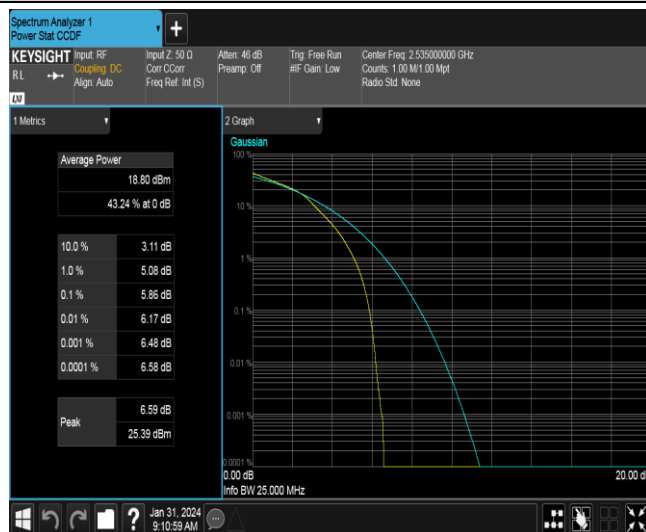 Spectrum Analyzer 1
Power Stat CCDF
KEYSIGHT
RL
Input: RF
Coupling: DC
Align: Auto
Input Z: 50 Ω
Corr CCorr
Freq Ref: Int (S)
Atten: 46 dB
Preamp: Off
Trig: Free Run
#IF Gain: Low
Center Freq: 2.535000000 GHz
Counts: 1.00 M/1.00 Mpt
Radio Std: None
LXI
1 Metrics
Average Power
18.80 dBm
43.24 % at 0 dB
10.0 % 3.11 dB
1.0 % 5.08 dB
0.1 % 5.86 dB
0.01 % 6.17 dB
0.001 % 6.48 dB
0.0001 % 6.58 dB
Peak
6.59 dB
25.39 dBm
2 Graph
Gaussian
100 %
10 %
1 %
0.1 %
0.01 %
0.001 %
0.0001 %
0.00 dB
20.00 d
Info BW 25.000 MHz
?
Jan 31, 2024
9:10:59 AM